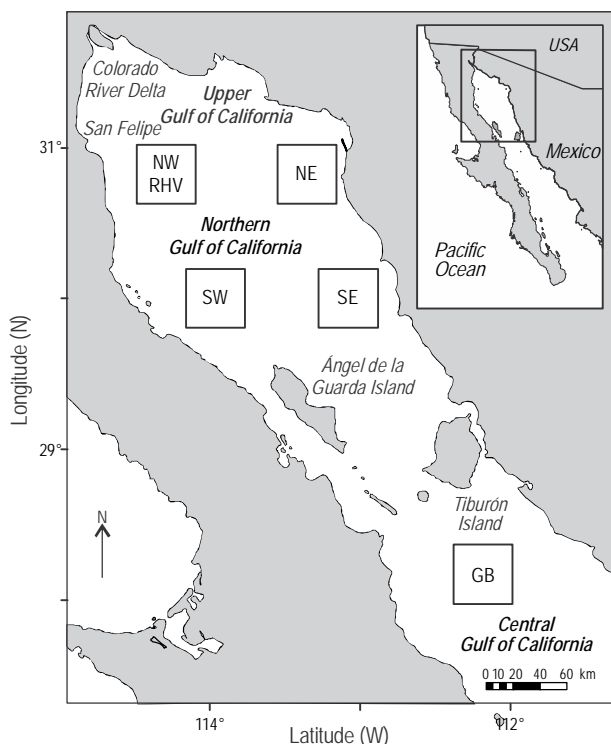 USA
Colorado
River Delta
Upper
Gulf of California
San Felipe
31°
NW
RHV
NE
Mexico
Northern
Gulf of California
Pacific
Ocean
SW
SE
Longitude (N)
Ángel de la
Guarda Island
29°
N
Tiburón
Island
GB
Central
Gulf of California
0 10 20 40 60 km
114°
112°
Latitude (W)